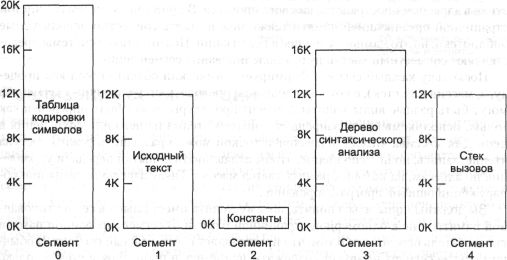 20K
16K
12K
8K
4K
0K
Таблица
кодировки
символов
Сегмент
0
12K
8K
4K
0K
Исходный
текст
Сегмент
1
0K
Константы
Сегмент
2
16K
12K
8K
4K
0K
Дерево
синтаксического
анализа
Сегмент
3
12K
8K
4K
0K
Стек
вызовов
Сегмент
4